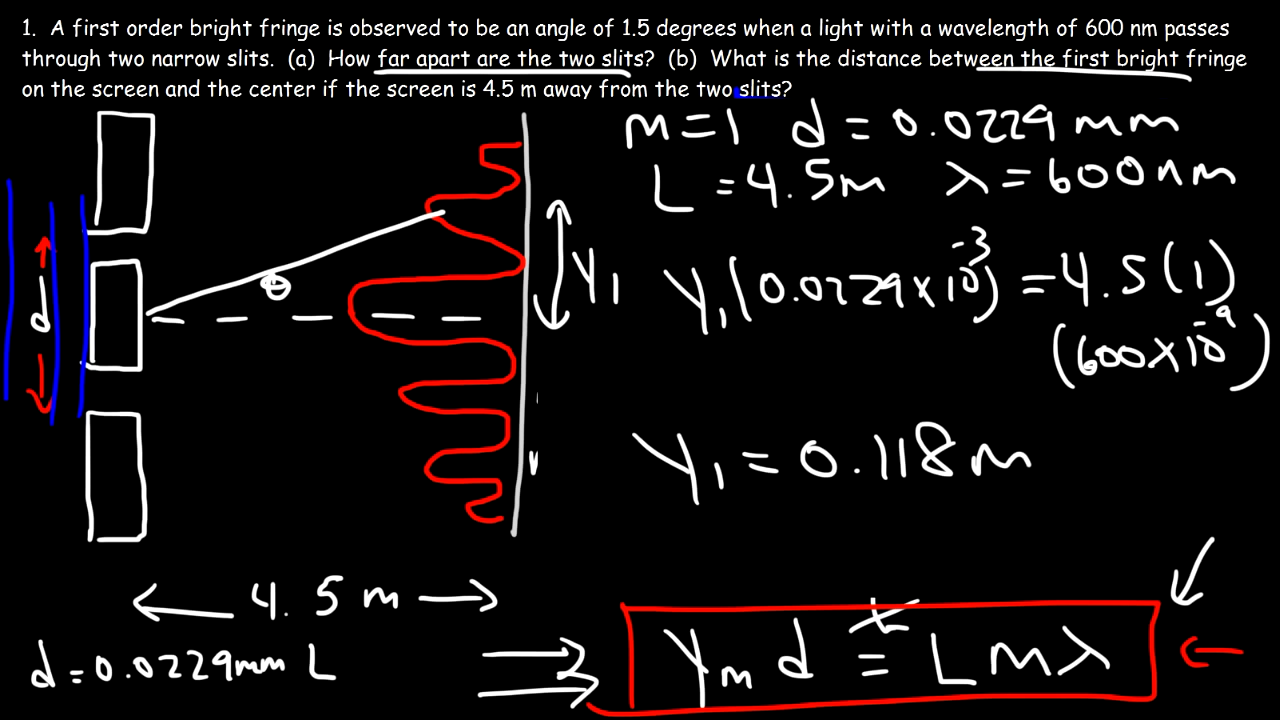 1. A first order bright fringe is observed to be an angle of 1.5 degrees when a light with a wavelength of 600 nm passes
through two narrow slits. (a) How far apart are the two slits? (b) What is the distance between the first bright fringe
on the screen and the center if the screen is 4.5 m away from the two slits?
m=1 d = 0.0229 mm
L = 4.5m λ = 600nm
d
θ
y₁
y₁(0.0229×10⁻³) = 4.5(1)
(600×10⁻⁹)
y₁ = 0.118m
4.5 m
d=0.0229mm L
yₘ d ≐ L m λ